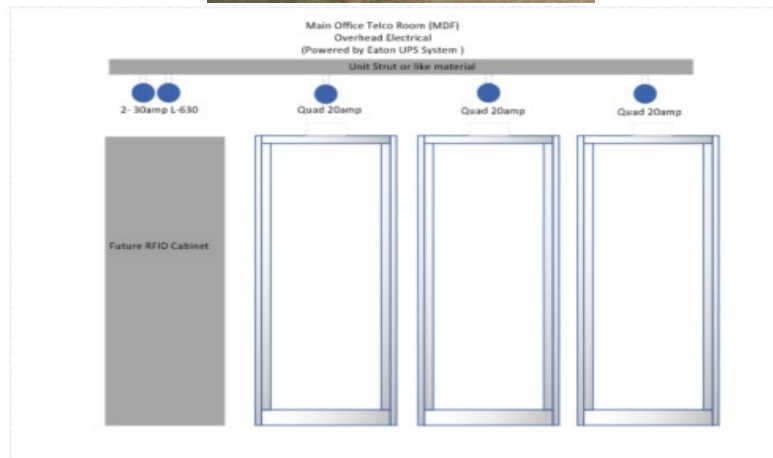 Main Office Telco Room (MDF)
Overhead Electrical
(Powered by Eaton UPS System )
Unit Strut or like material
2- 30amp L-630
Quad 20amp
Quad 20amp
Quad 20amp
Future RFID Cabinet